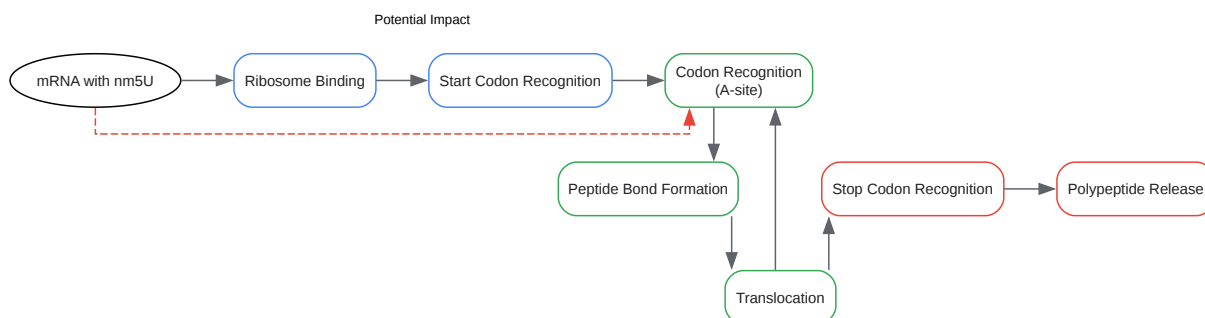 Potential Impact
mRNA with nm5U
Ribosome Binding
Start Codon Recognition
Codon Recognition
(A-site)
Peptide Bond Formation
Stop Codon Recognition
Polypeptide Release
Translocation